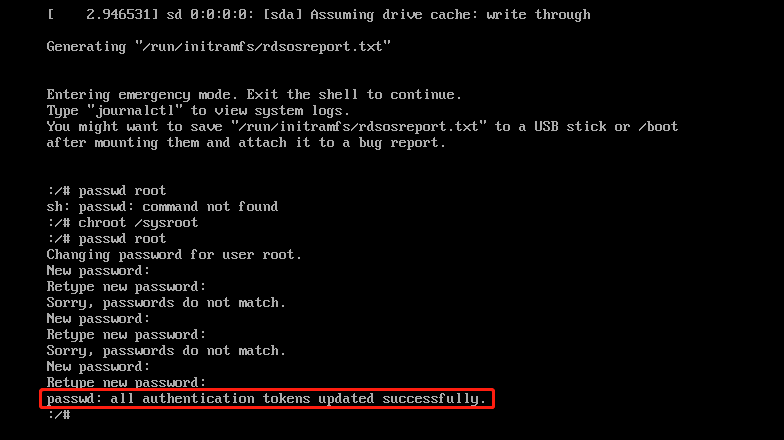 [    2.946531] sd 0:0:0:0: [sda] Assuming drive cache: write through
Generating "/run/initramfs/rdsosreport.txt"
Entering emergency mode. Exit the shell to continue.
Type "journalctl" to view system logs.
You might want to save "/run/initramfs/rdsosreport.txt" to a USB stick or /boot
after mounting them and attach it to a bug report.
:/# passwd root
sh: passwd: command not found
:/# chroot /sysroot
:/# passwd root
Changing password for user root.
New password:
Retype new password:
Sorry, passwords do not match.
New password:
Retype new password:
Sorry, passwords do not match.
New password:
Retype new password:
passwd: all authentication tokens updated successfully.
:/#